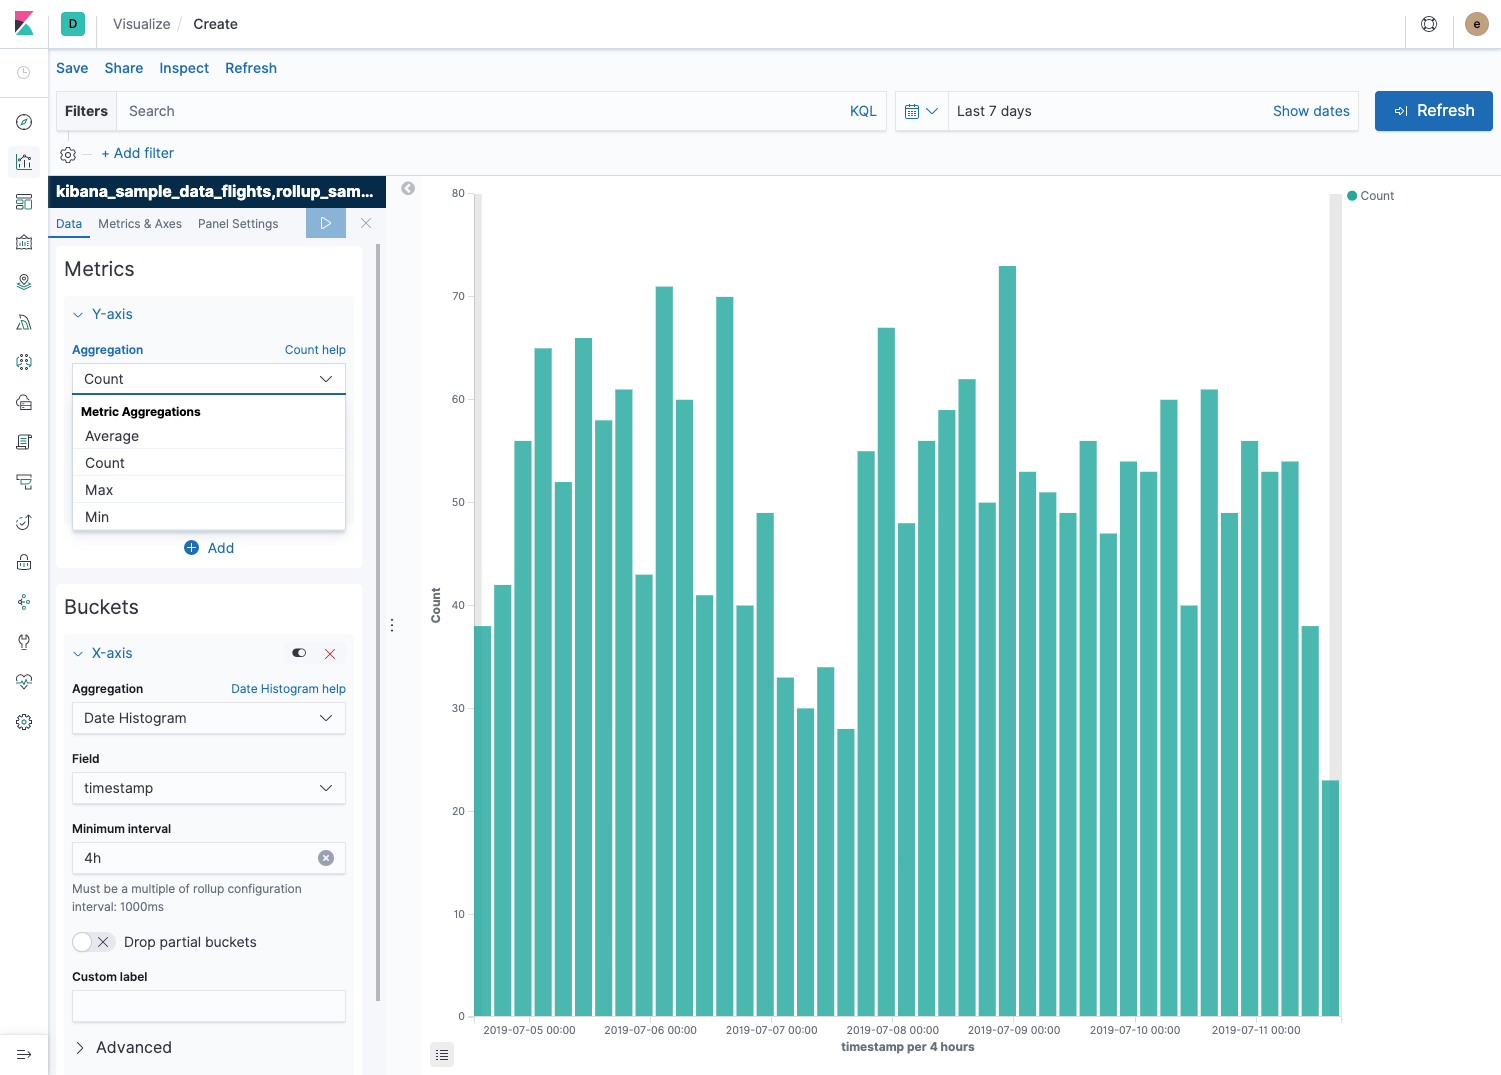 D
Visualize / Create
e
Save Share Inspect Refresh
Filters Search KQL
Last 7 days Show dates
Refresh
+ Add filter
kibana_sample_data_flights,rollup_sam...
Data Metrics & Axes Panel Settings
Metrics
Y-axis
Aggregation Count help
Count
Metric Aggregations
Average
Count
Max
Min
Add
Buckets
X-axis
Aggregation Date Histogram help
Date Histogram
Field
timestamp
Minimum interval
4h
Must be a multiple of rollup configuration
interval: 1000ms
Drop partial buckets
Custom label
Advanced
80
70
60
50
40
30
20
10
0
Count
2019-07-05 00:00 2019-07-06 00:00 2019-07-07 00:00 2019-07-08 00:00 2019-07-09 00:00 2019-07-10 00:00 2019-07-11 00:00
timestamp per 4 hours
Count